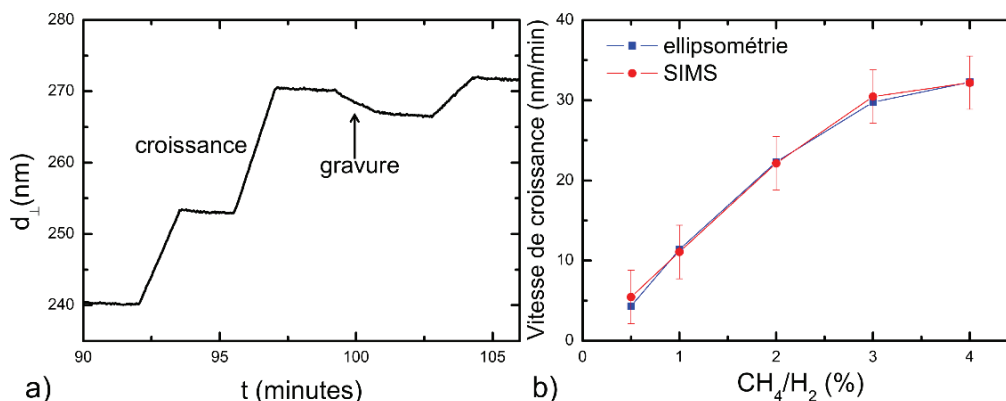 280
270
260
250
240
d⊥(nm)
croissance
gravure
90
95
100
105
t (minutes)
a)
40
30
20
10
0
Vitesse de croissance (nm/min)
ellipsométrie
SIMS
0
1
2
3
4
CH₄/H₂ (%)
b)